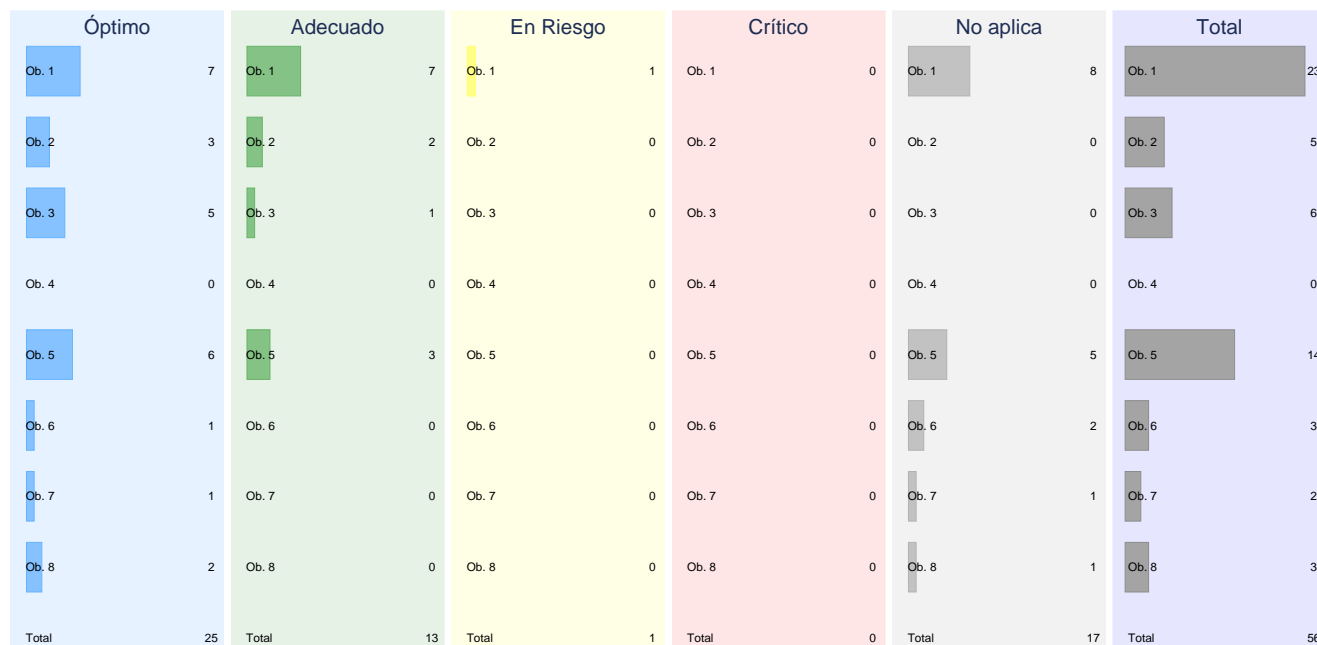 Óptimo Adecuado En Riesgo Crítico No aplica Total
Ob. 1 7 Ob. 1 7 Ob. 1 1 Ob. 1 0 Ob. 1 8 Ob. 1 23
Ob. 2 3 Ob. 2 2 Ob. 2 0 Ob. 2 0 Ob. 2 0 Ob. 2 5
Ob. 3 5 Ob. 3 1 Ob. 3 0 Ob. 3 0 Ob. 3 0 Ob. 3 6
Ob. 4 0 Ob. 4 0 Ob. 4 0 Ob. 4 0 Ob. 4 0 Ob. 4 0
Ob. 5 6 Ob. 5 3 Ob. 5 0 Ob. 5 0 Ob. 5 5 Ob. 5 14
Ob. 6 1 Ob. 6 0 Ob. 6 0 Ob. 6 0 Ob. 6 2 Ob. 6 3
Ob. 7 1 Ob. 7 0 Ob. 7 0 Ob. 7 0 Ob. 7 1 Ob. 7 2
Ob. 8 2 Ob. 8 0 Ob. 8 0 Ob. 8 0 Ob. 8 1 Ob. 8 3
Total 25 Total 13 Total 1 Total 0 Total 17 Total 56